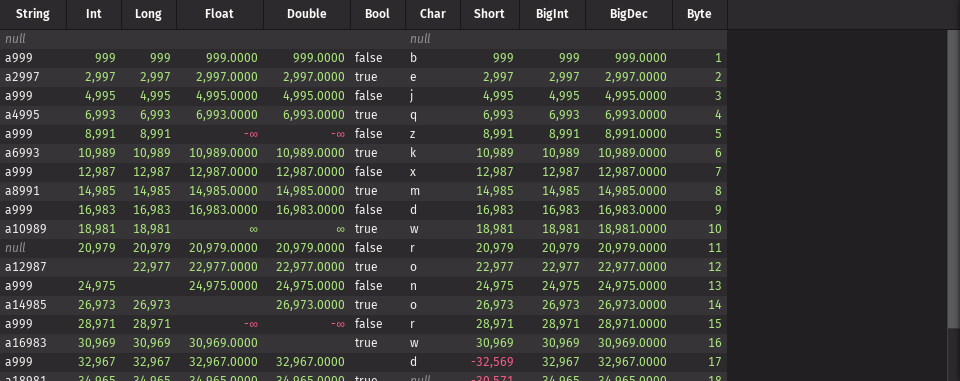 String Int Long Float Double Bool Char Short BigInt BigDec Byte
null null
a999 999 999 999.0000 999.0000 false b 999 999 999.0000 1
a2997 2,997 2,997 2,997.0000 2,997.0000 true e 2,997 2,997 2,997.0000 2
a999 4,995 4,995 4,995.0000 4,995.0000 false j 4,995 4,995 4,995.0000 3
a4995 6,993 6,993 6,993.0000 6,993.0000 true q 6,993 6,993 6,993.0000 4
a999 8,991 8,991 -∞ -∞ false z 8,991 8,991 8,991.0000 5
a6993 10,989 10,989 10,989.0000 10,989.0000 true k 10,989 10,989 10,989.0000 6
a999 12,987 12,987 12,987.0000 12,987.0000 false x 12,987 12,987 12,987.0000 7
a8991 14,985 14,985 14,985.0000 14,985.0000 true m 14,985 14,985 14,985.0000 8
a999 16,983 16,983 16,983.0000 16,983.0000 false d 16,983 16,983 16,983.0000 9
a10989 18,981 18,981 ∞ ∞ true w 18,981 18,981 18,981.0000 10
null 20,979 20,979 20,979.0000 20,979.0000 false r 20,979 20,979 20,979.0000 11
a12987 22,977 22,977.0000 22,977.0000 true o 22,977 22,977 22,977.0000 12
a999 24,975 24,975.0000 24,975.0000 false n 24,975 24,975 24,975.0000 13
a14985 26,973 26,973 26,973.0000 true o 26,973 26,973 26,973.0000 14
a999 28,971 28,971 -∞ -∞ false r 28,971 28,971 28,971.0000 15
a16983 30,969 30,969 30,969.0000 true w 30,969 30,969 30,969.0000 16
a999 32,967 32,967 32,967.0000 32,967.0000 d -32,569 32,967 32,967.0000 17
a18981 34,965 34,965 34,965.0000 34,965.0000 true null -30,571 34,965 34,965.0000 18